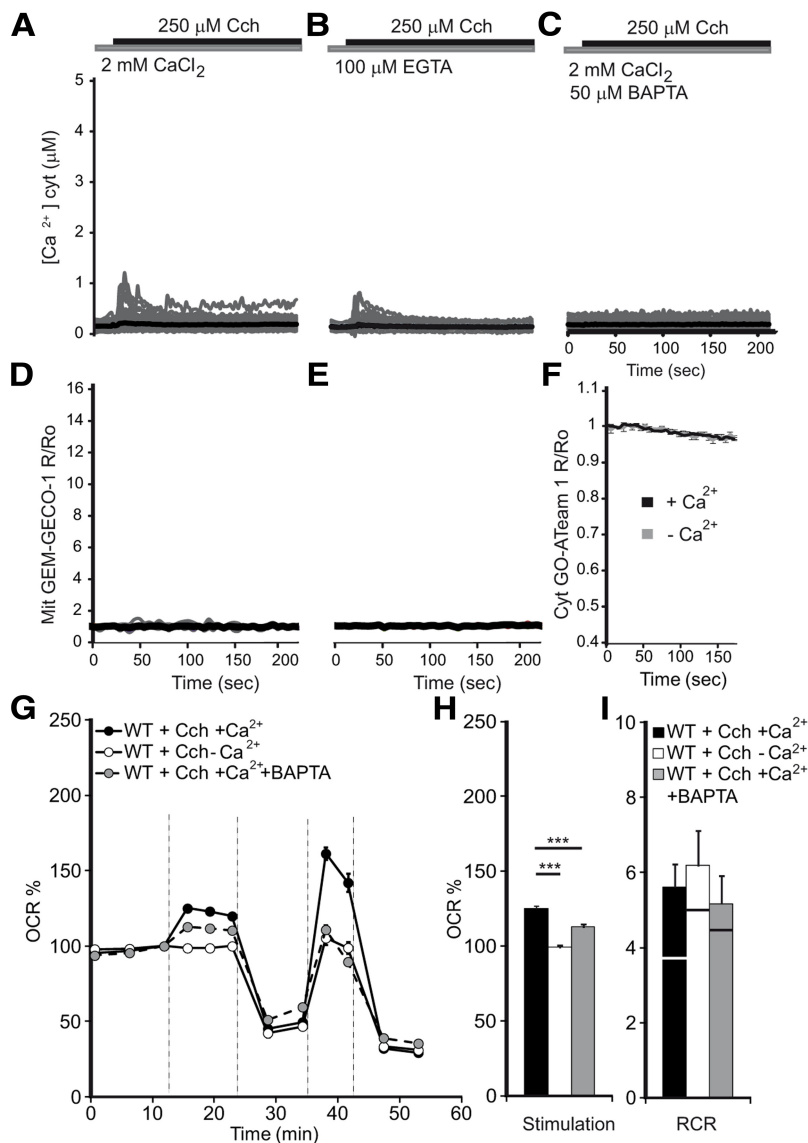 A
250 µM Cch
2 mM CaCl2
B
250 µM Cch
100 µM EGTA
C
250 µM Cch
2 mM CaCl2
50 µM BAPTA
[Ca 2+ ] cyt (µM)
5
4
3
2
1
0
0 50 100 150 200
Time (sec)
D
Mit GEM-GECO-1 R/Ro
16
14
12
10
8
6
4
2
0
0 50 100 150 200
Time (sec)
E
0 50 100 150 200
Time (sec)
F
Cyt GO-ATeam 1 R/Ro
1.1
1
0.9
0.8
0.7
0.6
0.5
0.4
+ Ca2+
- Ca2+
0 50 100 150
Time (sec)
G
OCR %
250
200
150
100
50
0
WT + Cch +Ca2+
WT + Cch-Ca2+
WT + Cch +Ca2++BAPTA
0 10 20 30 40 50 60
Time (min)
H
OCR %
250
200
150
100
50
0
***
***
Stimulation
I
10
8
6
4
2
0
WT + Cch +Ca2+
WT + Cch -Ca2+
WT + Cch +Ca2+
+BAPTA
RCR